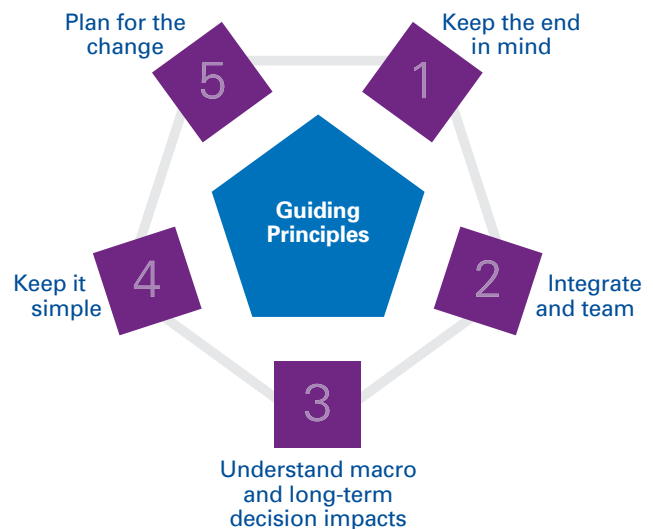 Plan for the
change
5
1
Keep the end
in mind
Guiding
Principles
4
Keep it
simple
2
Integrate
and team
3
Understand macro
and long-term
decision impacts